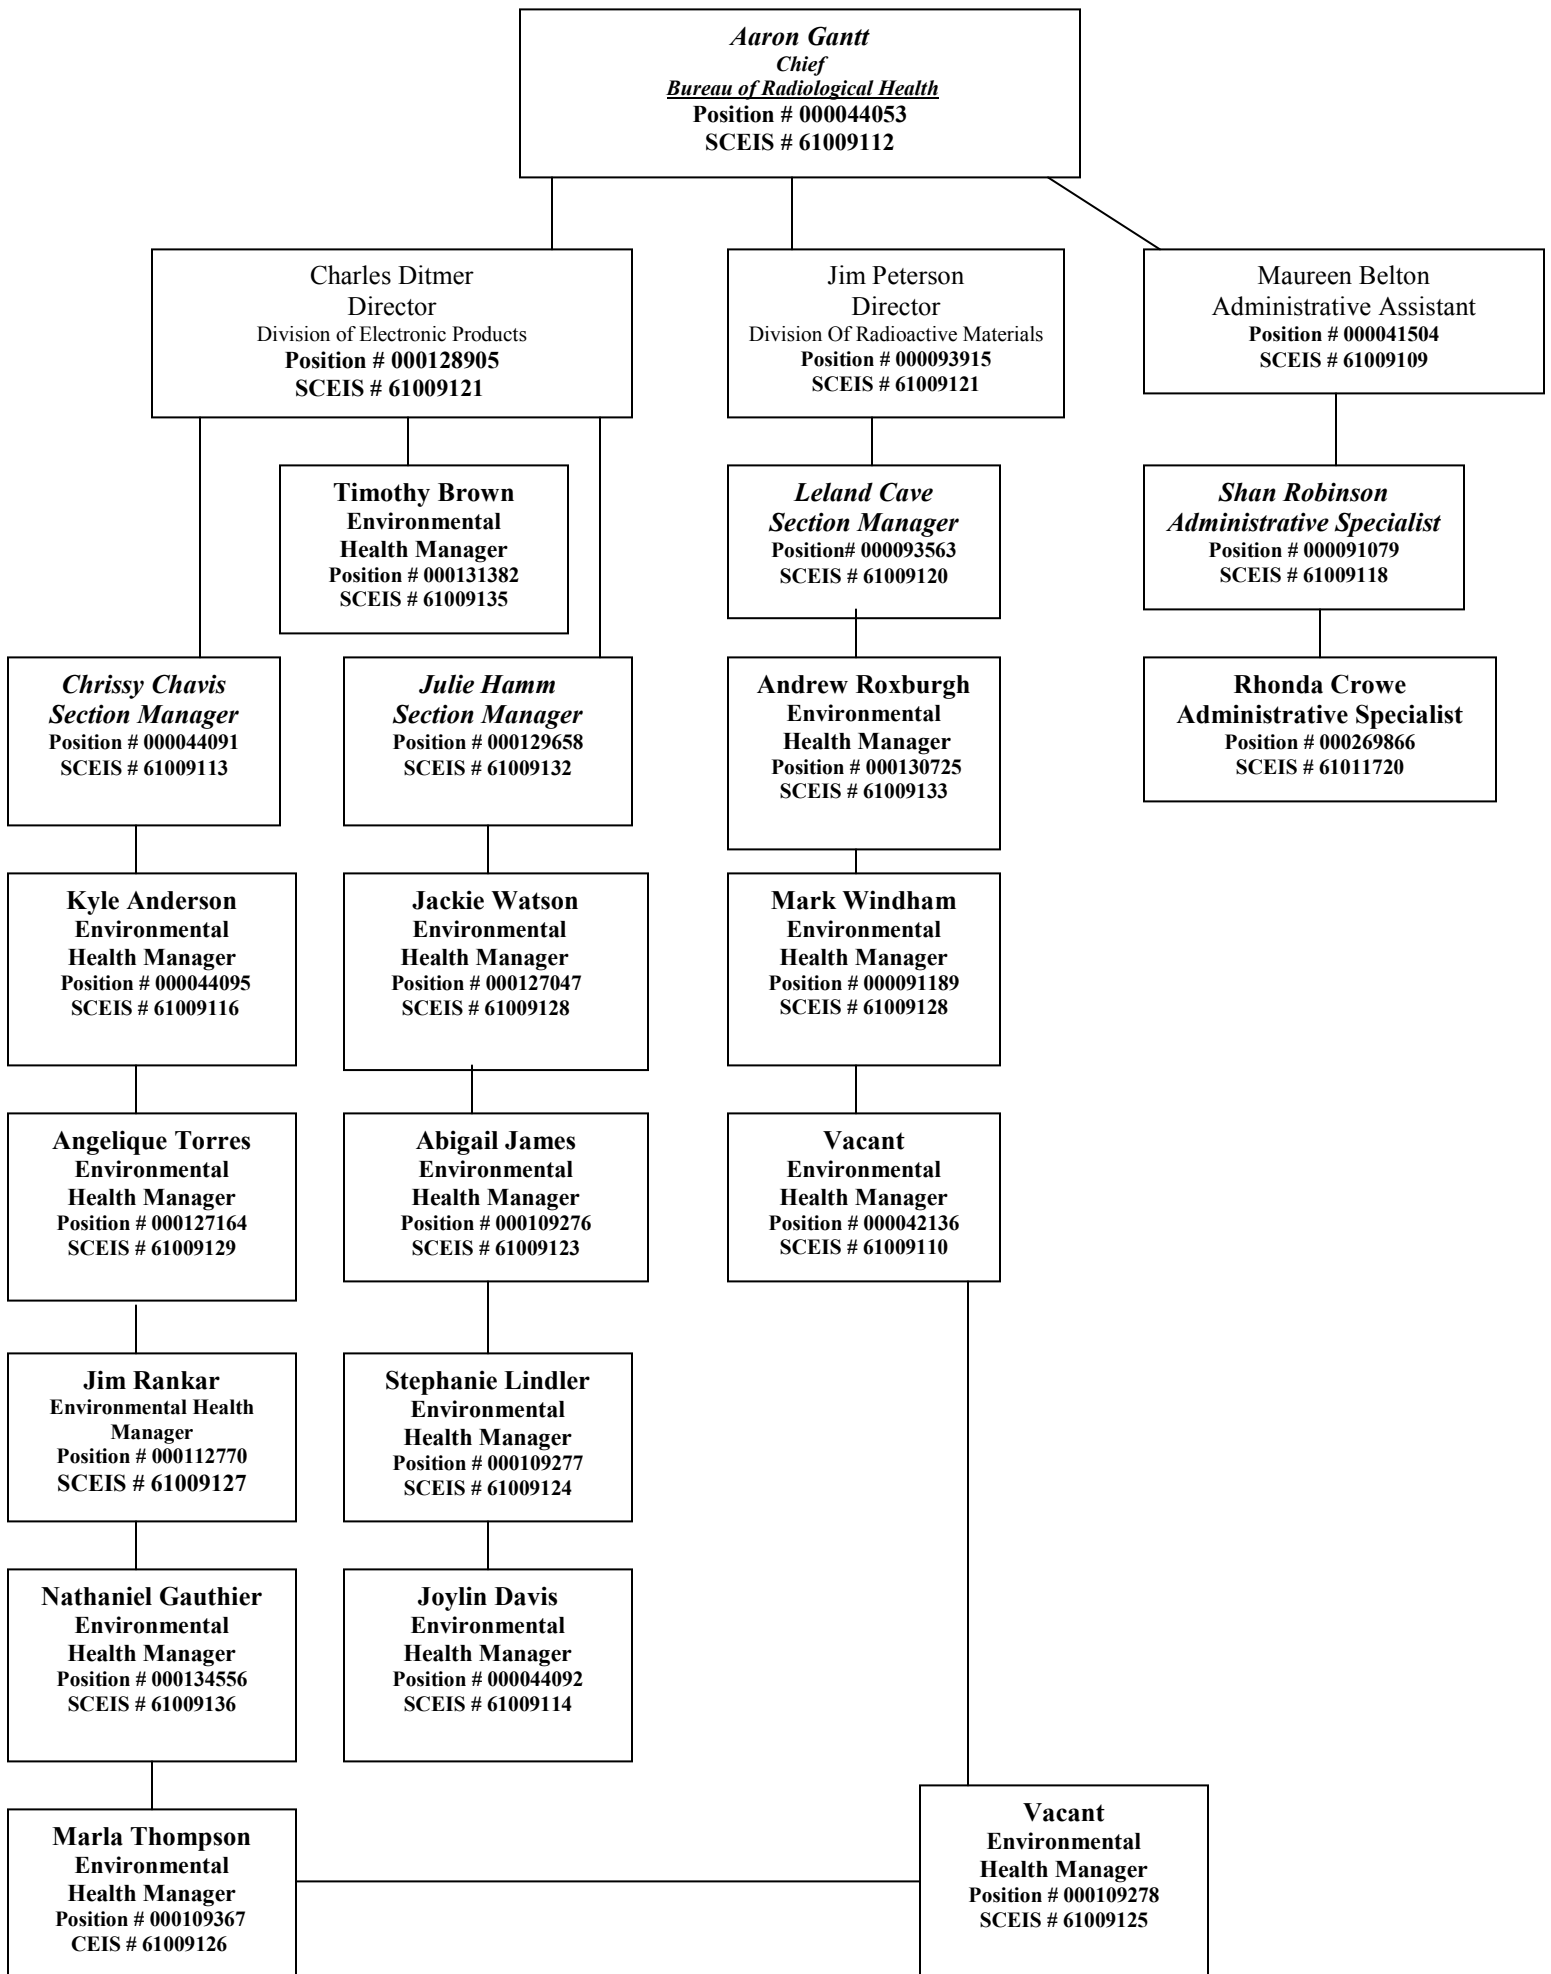 Aaron Gantt
Chief
Bureau of Radiological Health
Position # 000044053
SCEIS # 61009112
Charles Ditmer
Director
Division of Electronic Products
Position # 000128905
SCEIS # 61009121
Jim Peterson
Director
Division Of Radioactive Materials
Position # 000093915
SCEIS # 61009121
Maureen Belton
Administrative Assistant
Position # 000041504
SCEIS # 61009109
Timothy Brown
Environmental
Health Manager
Position # 000131382
SCEIS # 61009135
Leland Cave
Section Manager
Position# 000093563
SCEIS # 61009120
Shan Robinson
Administrative Specialist
Position # 000091079
SCEIS # 61009118
Chrissy Chavis
Section Manager
Position # 000044091
SCEIS # 61009113
Julie Hamm
Section Manager
Position # 000129658
SCEIS # 61009132
Andrew Roxburgh
Environmental
Health Manager
Position # 000130725
SCEIS # 61009133
Rhonda Crowe
Administrative Specialist
Position # 000269866
SCEIS # 61011720
Kyle Anderson
Environmental
Health Manager
Position # 000044095
SCEIS # 61009116
Jackie Watson
Environmental
Health Manager
Position # 000127047
SCEIS # 61009128
Mark Windham
Environmental
Health Manager
Position # 000091189
SCEIS # 61009128
Angelique Torres
Environmental
Health Manager
Position # 000127164
SCEIS # 61009129
Abigail James
Environmental
Health Manager
Position # 000109276
SCEIS # 61009123
Vacant
Environmental
Health Manager
Position # 000042136
SCEIS # 61009110
Jim Rankar
Environmental Health
Manager
Position # 000112770
SCEIS # 61009127
Stephanie Lindler
Environmental
Health Manager
Position # 000109277
SCEIS # 61009124
Nathaniel Gauthier
Environmental
Health Manager
Position # 000134556
SCEIS # 61009136
Joylin Davis
Environmental
Health Manager
Position # 000044092
SCEIS # 61009114
Marla Thompson
Environmental
Health Manager
Position # 000109367
CEIS # 61009126
Vacant
Environmental
Health Manager
Position # 000109278
SCEIS # 61009125